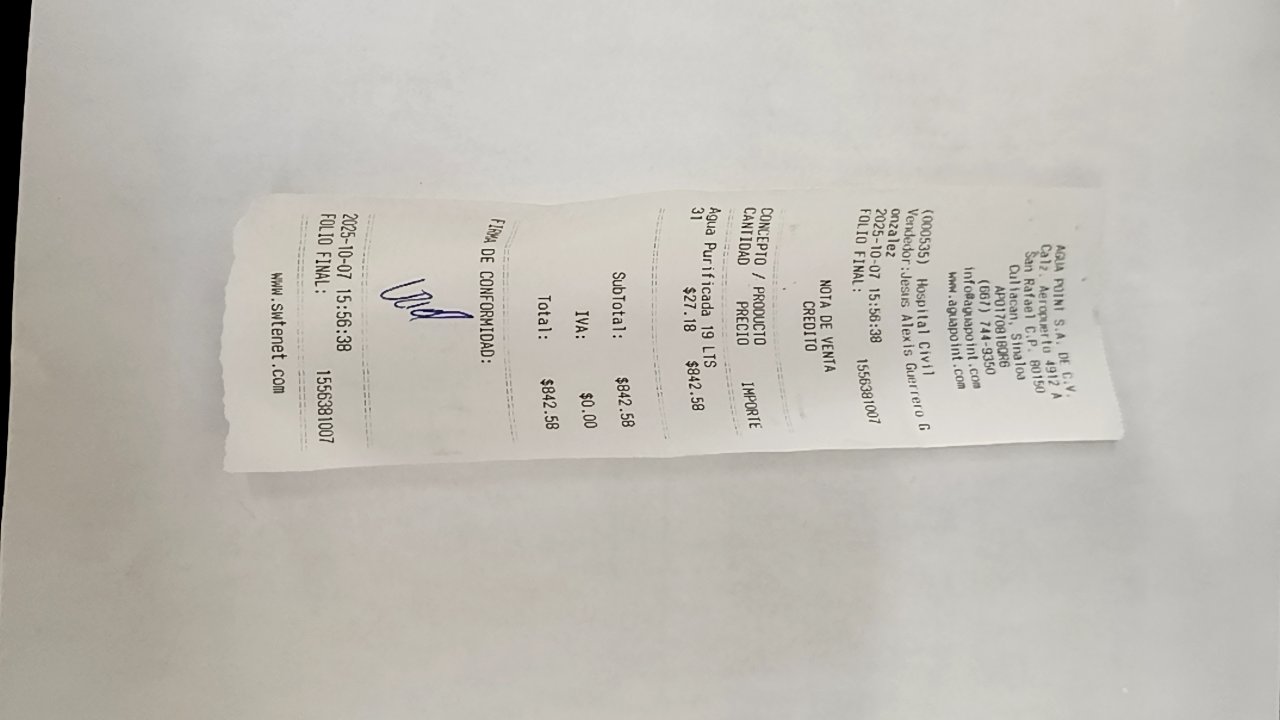 AGUA POINT S.A. DE C.V.
Calz. Aeropuerto 4912 A
San Rafael C.P. 80150
Culiacan, Sinaloa
APO170818QR6
(667) 744-9350
info@aguapoint.com
www.aguapoint.com
(000535) Hospital Civil
Vendedor:Jesus Alexis Guerrero G
onzalez
2025-10-07 15:56:38
FOLIO FINAL: 1556381007
NOTA DE VENTA
CREDITO
CONCEPTO / PRODUCTO
CANTIDAD PRECIO IMPORTE
Agua Purificada 19 LTS
31 $27.18 $842.58
SubTotal: $842.58
IVA: $0.00
Total: $842.58
FIRMA DE CONFORMIDAD:
2025-10-07 15:56:38
FOLIO FINAL: 1556381007
www.swtenet.com